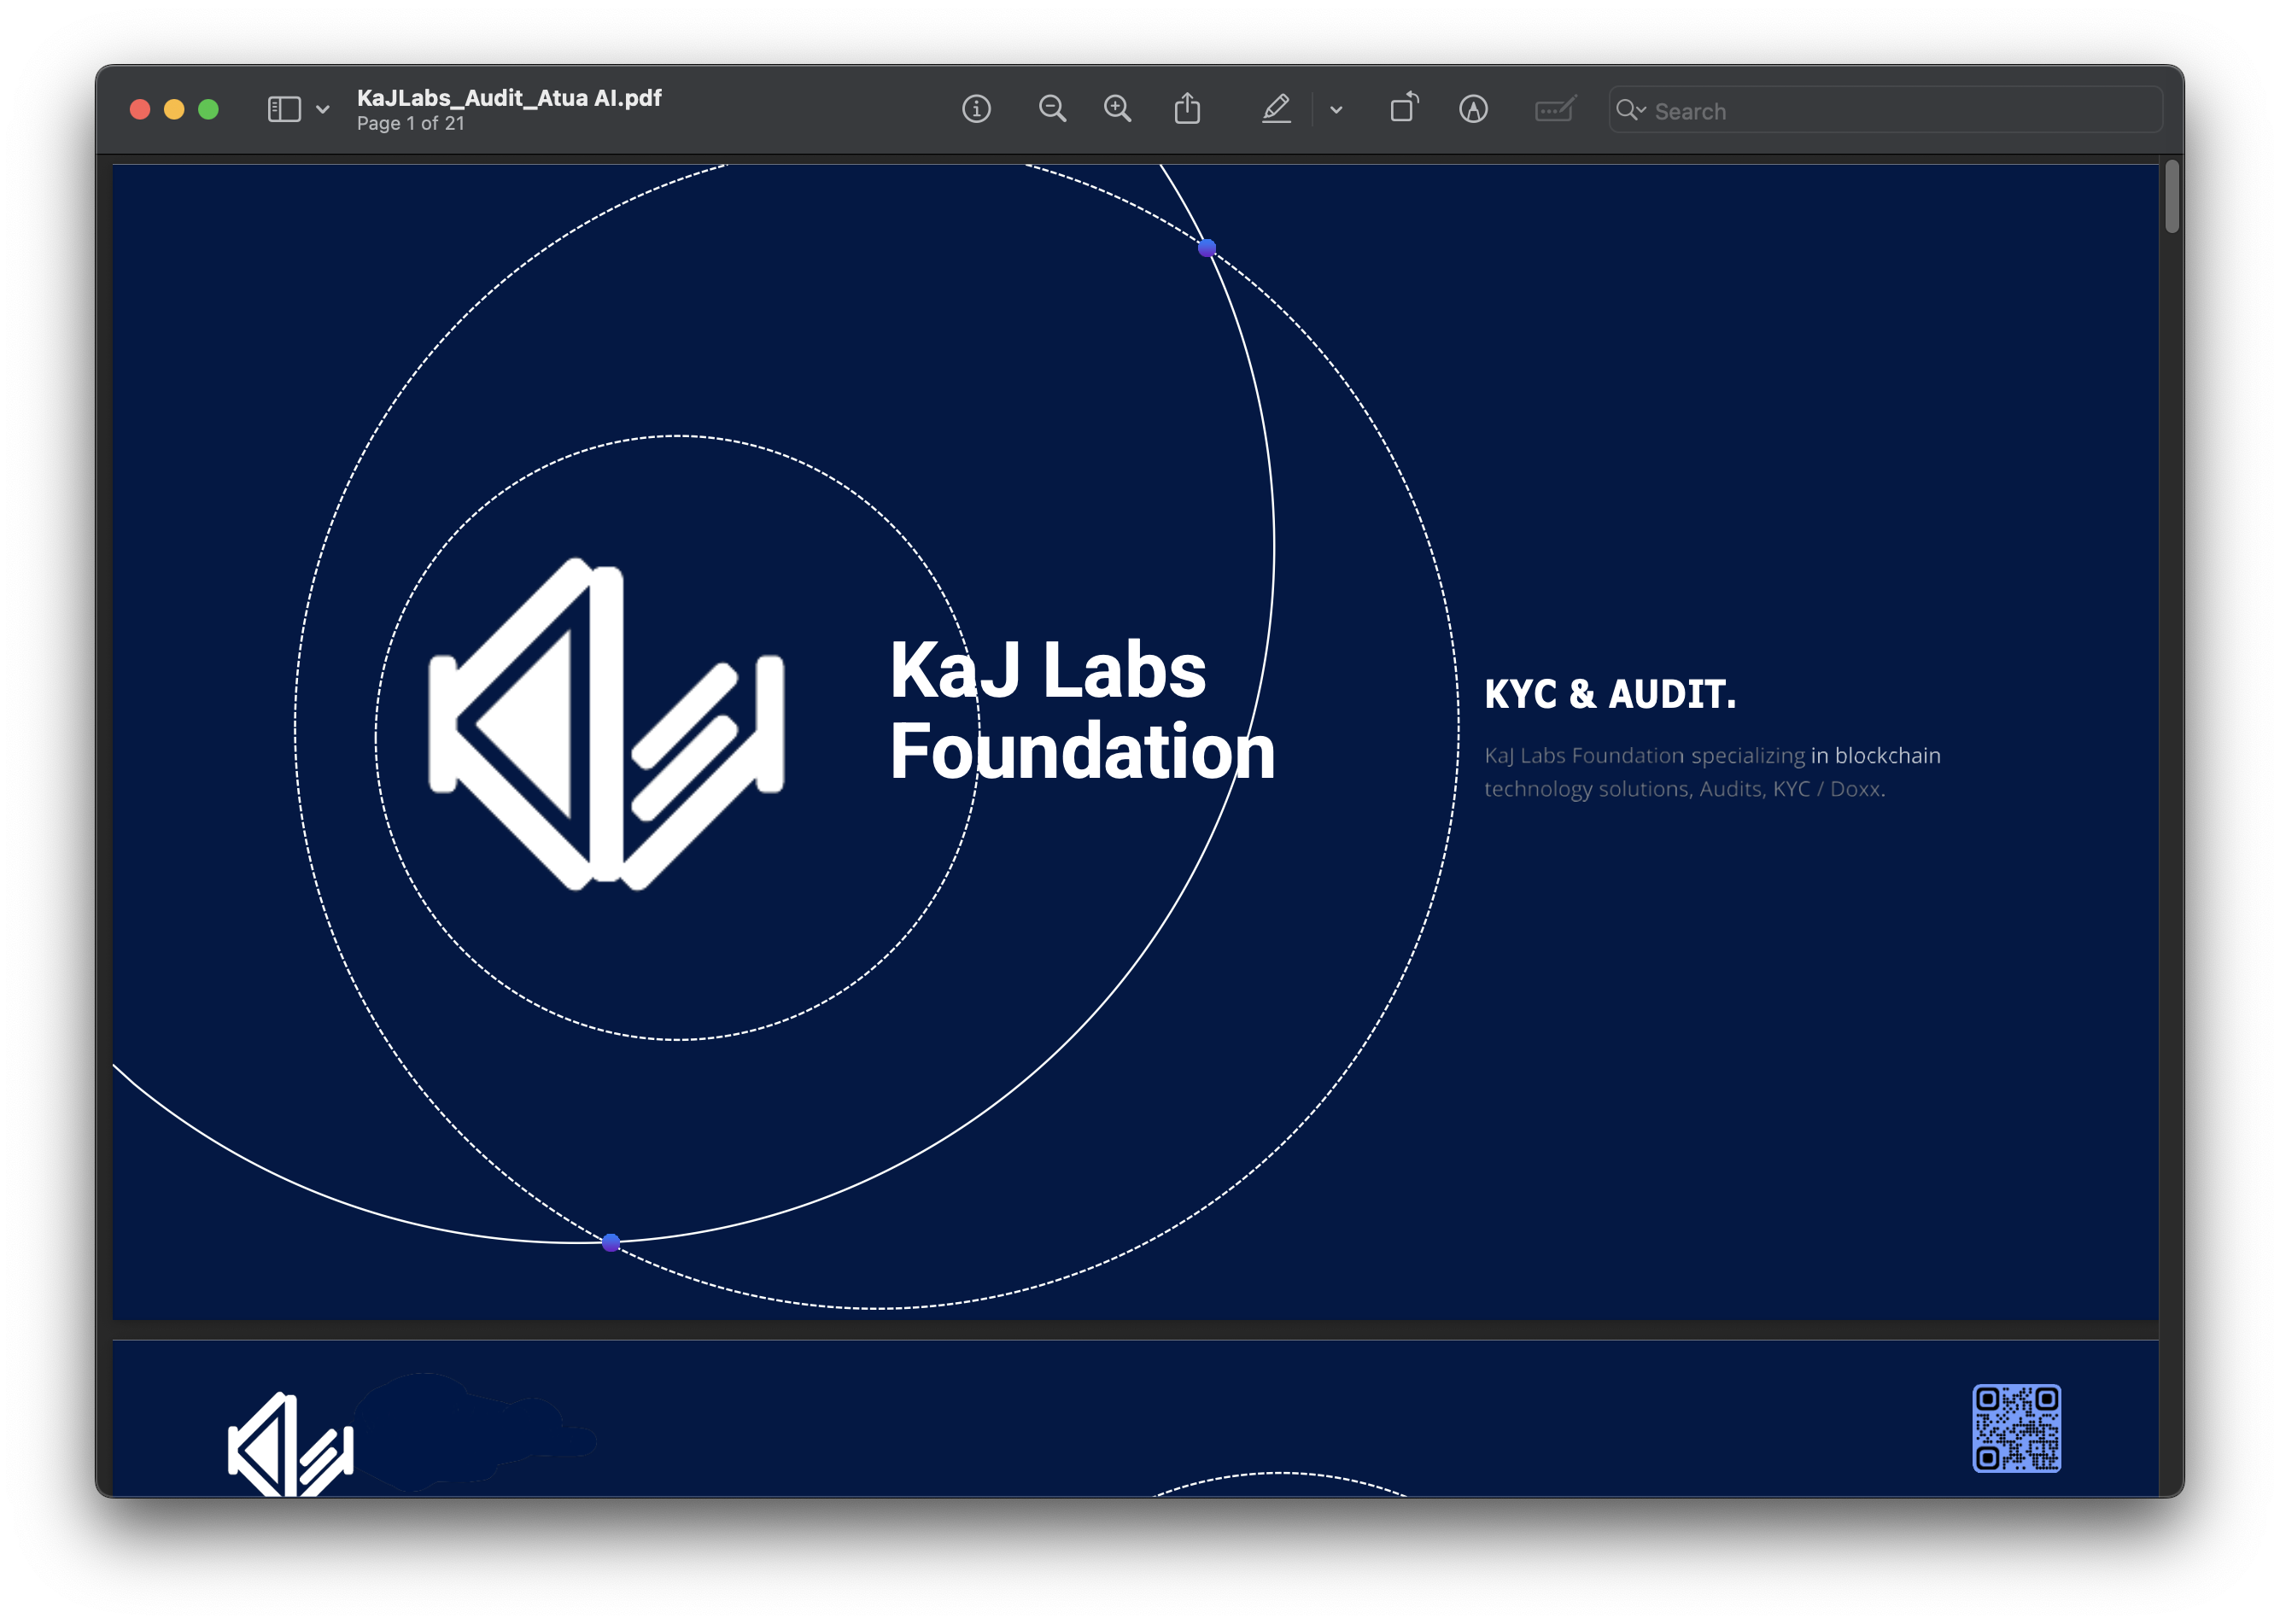 KaJLabs_Audit_Atua AI.pdf
Page 1 of 21
Search
KaJ Labs
Foundation
KYC & AUDIT.
KaJ Labs Foundation specializing in blockchain
technology solutions, Audits, KYC / Doxx.